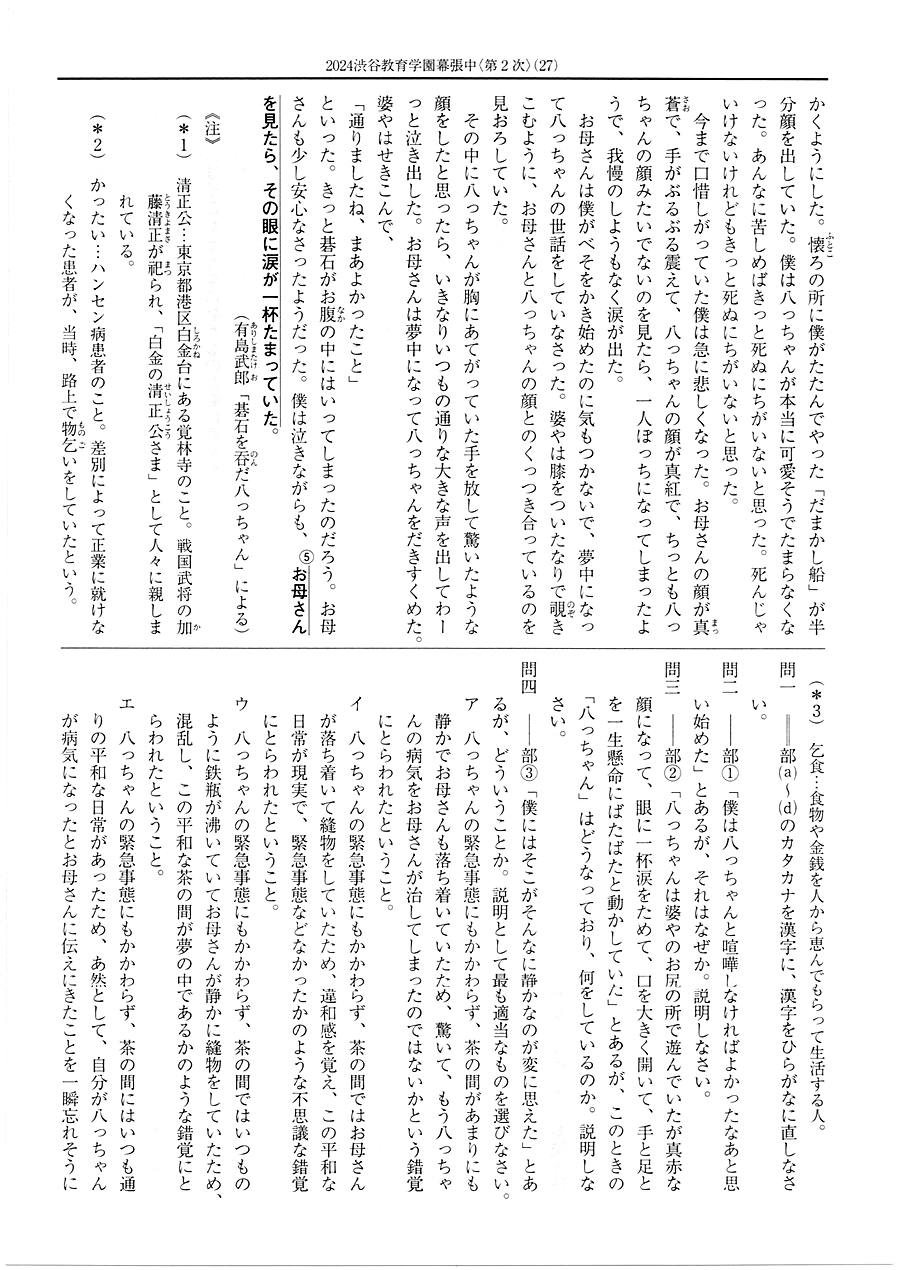 2024渋谷教育学園幕張中〈第2次〉(27)
かくようにした。懐ろの所に僕がたたんでやった「だまかし船」が半
分顔を出していた。僕は八っちゃんが本当に可愛そうでたまらなくな
った。あんなに苦しめばきっと死ぬにちがいないと思った。死んじゃ
いけないけれどもきっと死ぬにちがいないと思った。
今まで口惜しがっていた僕は急に悲しくなった。お母さんの顔が真
蒼で、手がぶるぶる震えて、八っちゃんの顔が真紅で、ちっとも八っ
ちゃんの顔みたいでないのを見たら、一人ぼっちになってしまったよ
うで、我慢のしようもなく涙が出た。
お母さんは僕がべそをかき始めたのに気もつかないで、夢中になっ
て八っちゃんの世話をしていなさった。婆やは膝をついたなりで覗き
こむように、お母さんと八っちゃんの顔とのくっつき合っているのを
見おろしていた。
その中に八っちゃんが胸にあてがっていた手を放して驚いたような
顔をしたと思ったら、いきなりいつもの通りな大きな声を出してわー
っと泣き出した。お母さんは夢中になって八っちゃんをだきすくめた。
婆やはせきこんで、
「通りましたね、まあよかったこと」
といった。きっと碁石がお腹の中にはいってしまったのだろう。お母
さんも少し安心なさったようだった。僕は泣きながらも、⑤お母さん
を見たら、その眼に涙が一杯たまっていた。
(有島武郎「碁石を呑だ八っちゃん」による)
《注》
(*1) 清正公…東京都港区白金台にある覚林寺のこと。戦国武将の加
藤清正が祀られ、「白金の清正公さま」として人々に親しま
れている。
(*2) かったい…ハンセン病患者のこと。差別によって正業に就けな
くなった患者が、当時、路上で物乞いをしていたという。
(*3) 乞食…食物や金銭を人から恵んでもらって生活する人。
問一 ══部(a)～(d)のカタカナを漢字に、漢字をひらがなに直しなさ
い。
問二 ――部①「僕は八っちゃんと喧嘩しなければよかったなあと思
い始めた」とあるが、それはなぜか。説明しなさい。
問三 ――部②「八っちゃんは婆やのお尻の所で遊んでいたが真赤な
顔になって、眼に一杯涙をためて、口を大きく開いて、手と足と
を一生懸命にばたばたと動かしていた」とあるが、このときの
「八っちゃん」はどうなっており、何をしているのか。説明しな
さい。
問四 ――部③「僕にはそこがそんなに静かなのが変に思えた」とあ
るが、どういうことか。説明として最も適当なものを選びなさい。
ア 八っちゃんの緊急事態にもかかわらず、茶の間があまりにも
静かでお母さんも落ち着いていたため、驚いて、もう八っちゃ
んの病気をお母さんが治してしまったのではないかという錯覚
にとらわれたということ。
イ 八っちゃんの緊急事態にもかかわらず、茶の間ではお母さん
が落ち着いて縫物をしていたため、違和感を覚え、この平和な
日常が現実で、緊急事態などなかったかのような不思議な錯覚
にとらわれたということ。
ウ 八っちゃんの緊急事態にもかかわらず、茶の間ではいつもの
ように鉄瓶が沸いていてお母さんが静かに縫物をしていたため、
混乱し、この平和な茶の間が夢の中であるかのような錯覚にと
らわれたということ。
エ 八っちゃんの緊急事態にもかかわらず、茶の間にはいつも通
りの平和な日常があったため、あ然として、自分が八っちゃん
が病気になったとお母さんに伝えにきたことを一瞬忘れそうに